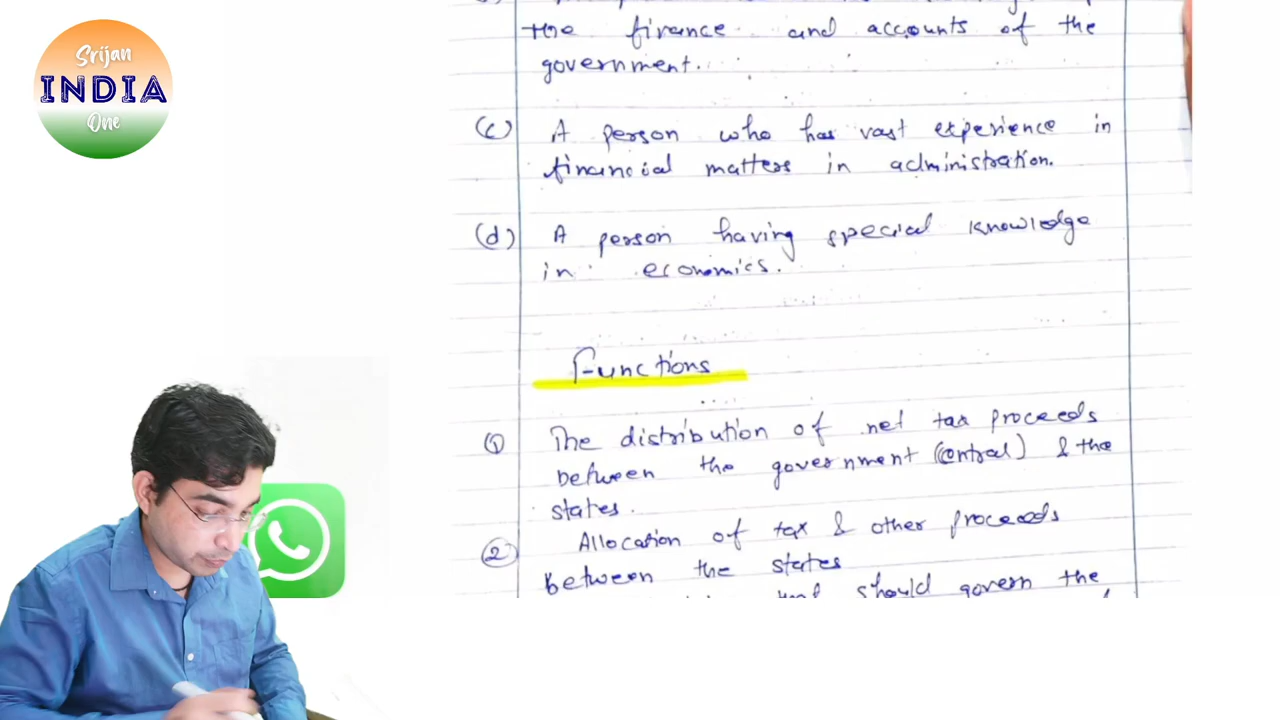 Srijan
INDIA
One
the finance and accounts of the
government.
(c) A person who has vast experience in
financial matters in administration.
(d) A person having special knowledge
in economics.
Functions
① The distribution of net tax proceeds
between the government (central) & the
states.
② Allocation of tax & other proceeds
between the states
should govern the